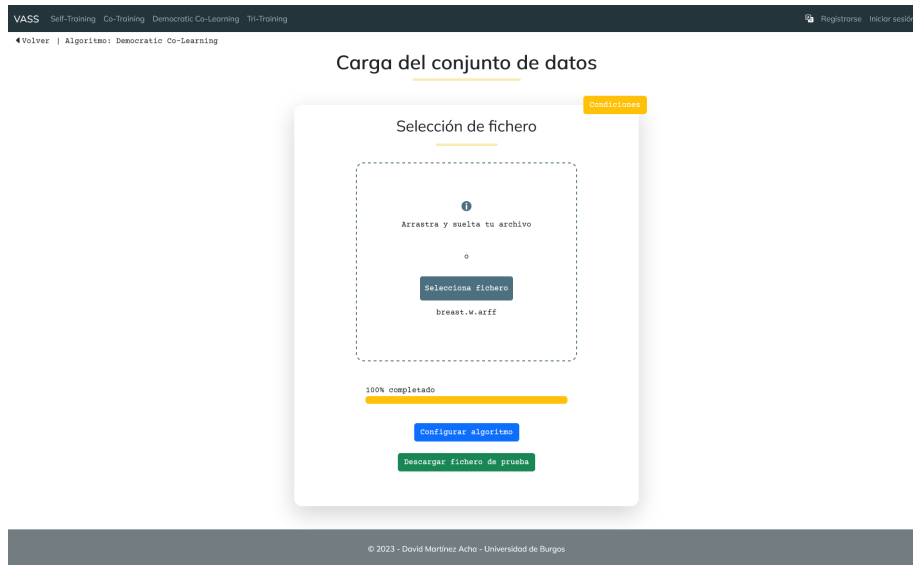 VASS Self-Training Co-Training Democratic Co-Learning Tri-Training Registrarse Iniciar sesión
Volver | Algoritmo: Democratic Co-Learning
Carga del conjunto de datos
Condiciones
Selección de fichero
Arrastra y suelta tu archivo
o
Selecciona fichero
breast.w.arff
100% completado
Configurar algoritmo
Descargar fichero de prueba
© 2023 - David Martínez Acha - Universidad de Burgos